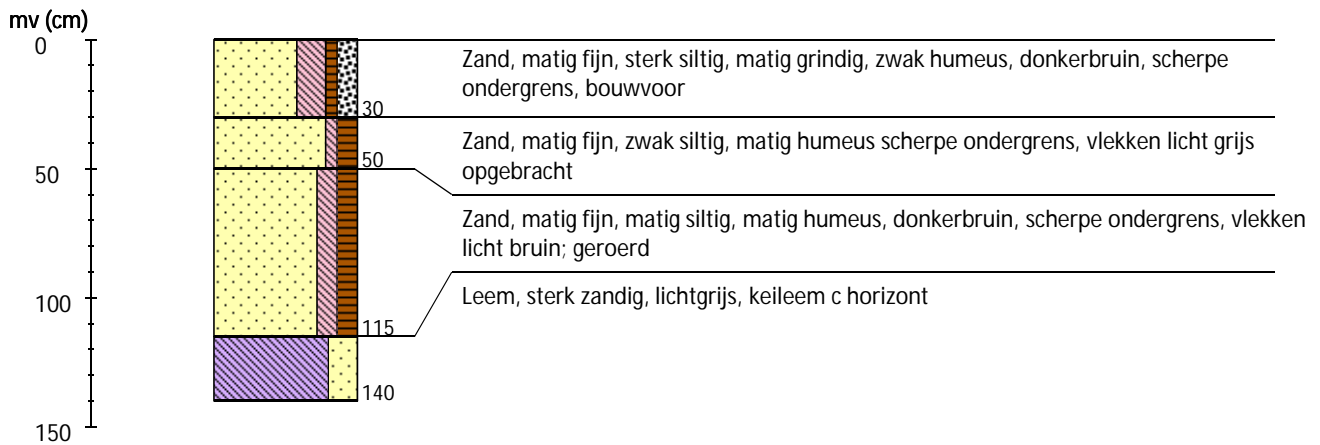 mv (cm)
0
Zand, matig fijn, sterk siltig, matig grindig, zwak humeus, donkerbruin, scherpe
ondergrens, bouwvoor
30
Zand, matig fijn, zwak siltig, matig humeus scherpe ondergrens, vlekken licht grijs
opgebracht
50
50
Zand, matig fijn, matig siltig, matig humeus, donkerbruin, scherpe ondergrens, vlekken
licht bruin; geroerd
100
Leem, sterk zandig, lichtgrijs, keileem c horizont
115
140
150